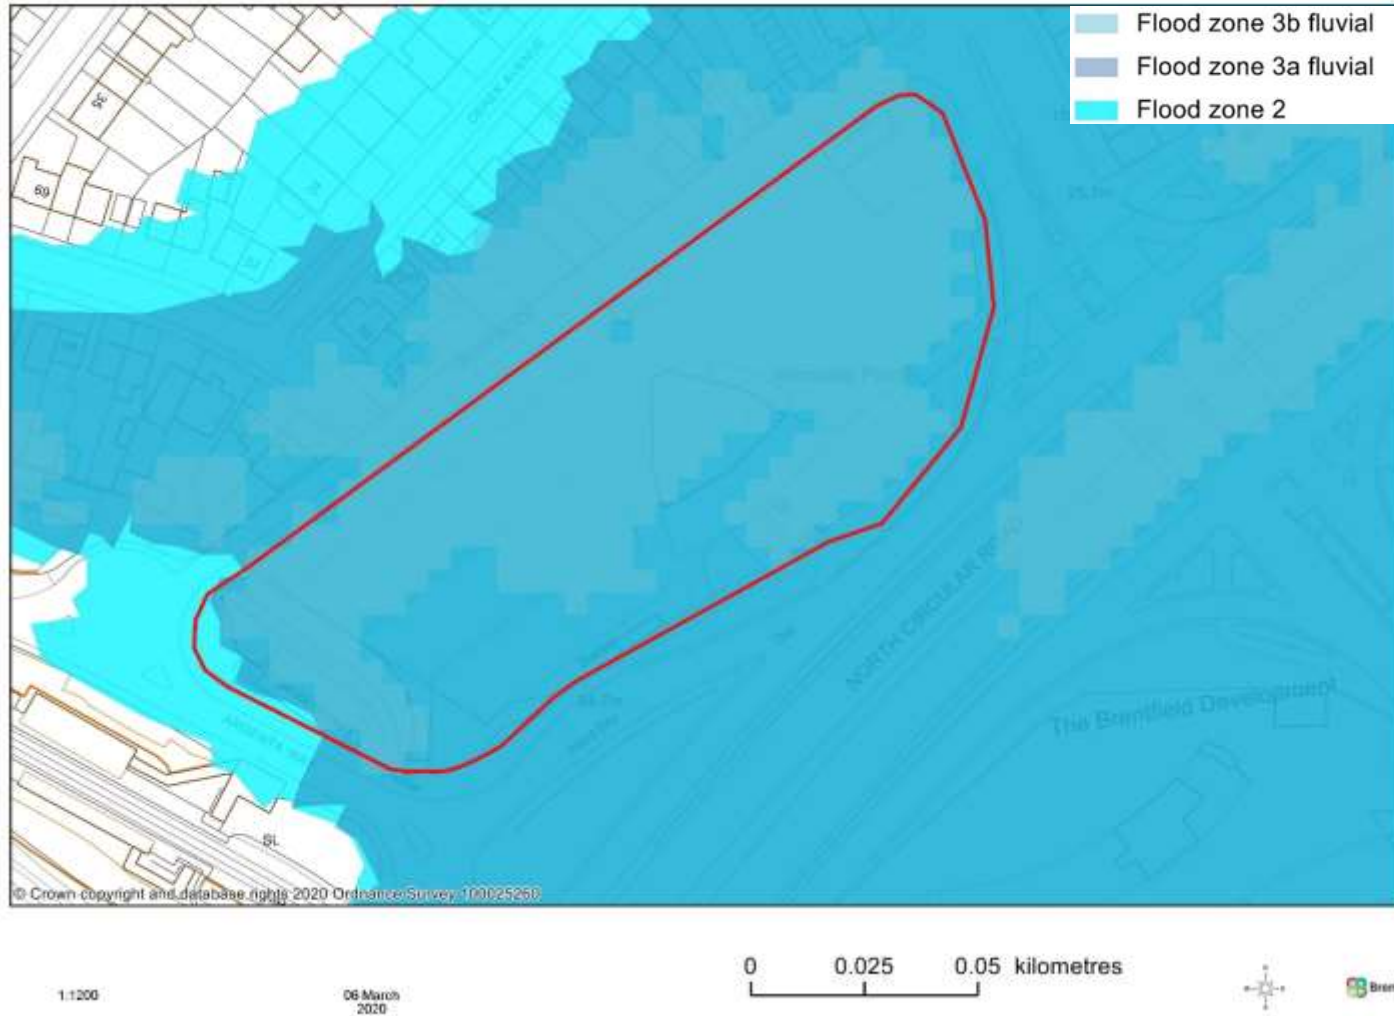 Flood zone 3b fluvial
Flood zone 3a fluvial
Flood zone 2
35
69
NORTH CIRCULAR
The Brentfield Development
SL
© Crown copyright and database rights 2020 Ordnance Survey 100025260
0 0.025 0.05 kilometres
1:1200
06 March
2020
Bren